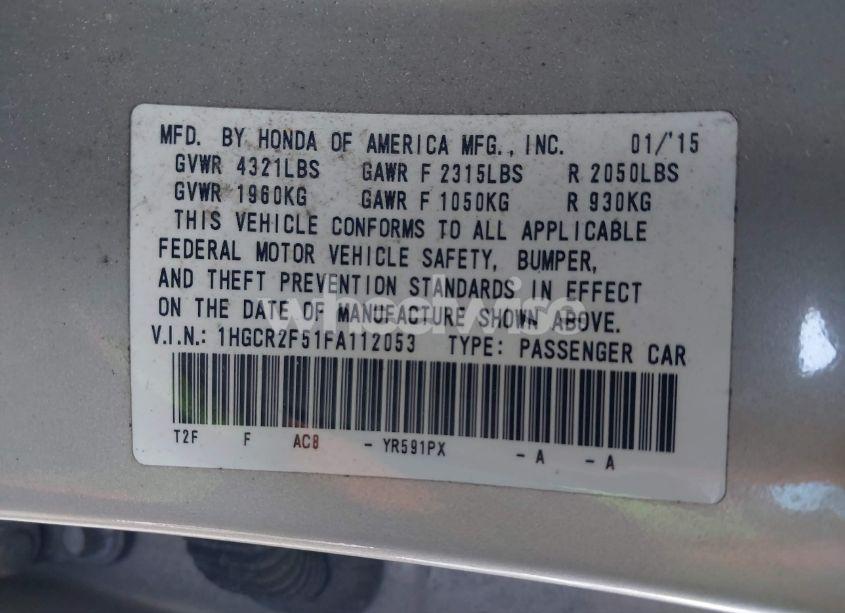 MFD. BY HONDA OF AMERICA MFG., INC. 01/'15
GVWR 4321LBS GAWR F 2315LBS R 2050LBS
GVWR 1960KG GAWR F 1050KG R 930KG
THIS VEHICLE CONFORMS TO ALL APPLICABLE
FEDERAL MOTOR VEHICLE SAFETY, BUMPER,
AND THEFT PREVENTION STANDARDS IN EFFECT
ON THE DATE OF MANUFACTURE SHOWN ABOVE.
wheelwise
V.I.N.: 1HGCR2F51FA112053 TYPE: PASSENGER CAR
T2F F AC8 - YR591PX - A - A